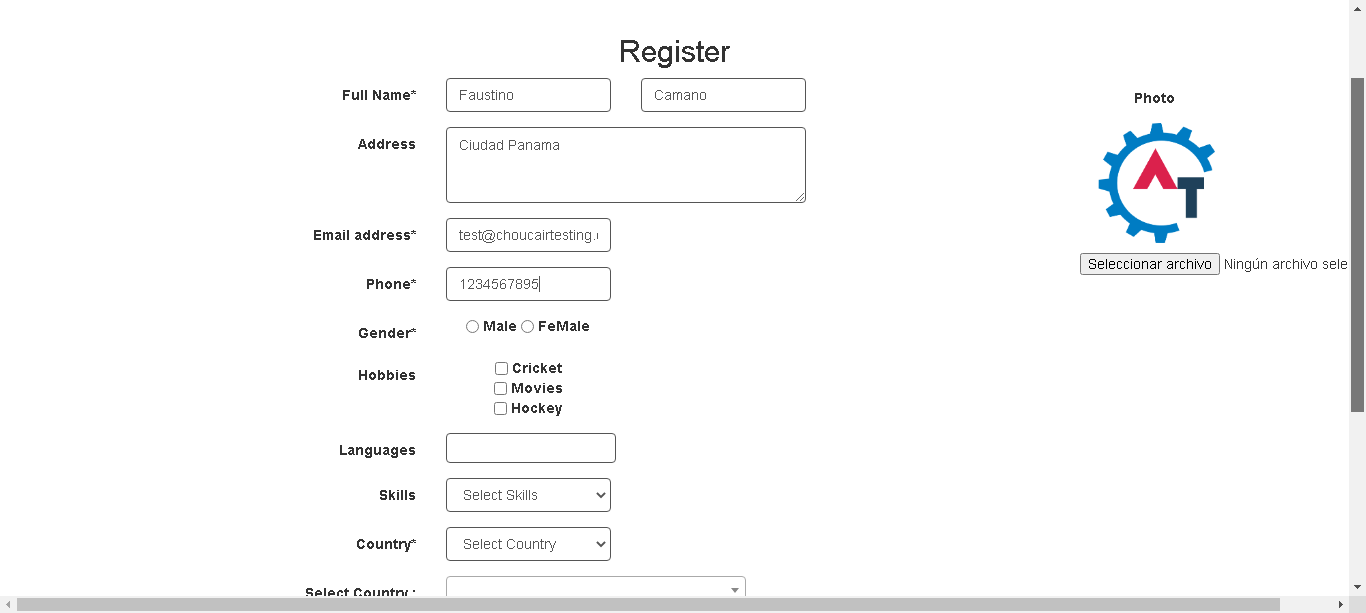 Register
Full Name* Faustino Camano
Photo
Address Ciudad Panama
AT
Email address* test@choucairtesting.
Seleccionar archivo Ningún archivo sele
Phone* 1234567895
Gender* Male FeMale
Hobbies Cricket
Movies
Hockey
Languages
Skills Select Skills
Country* Select Country
Select Country :